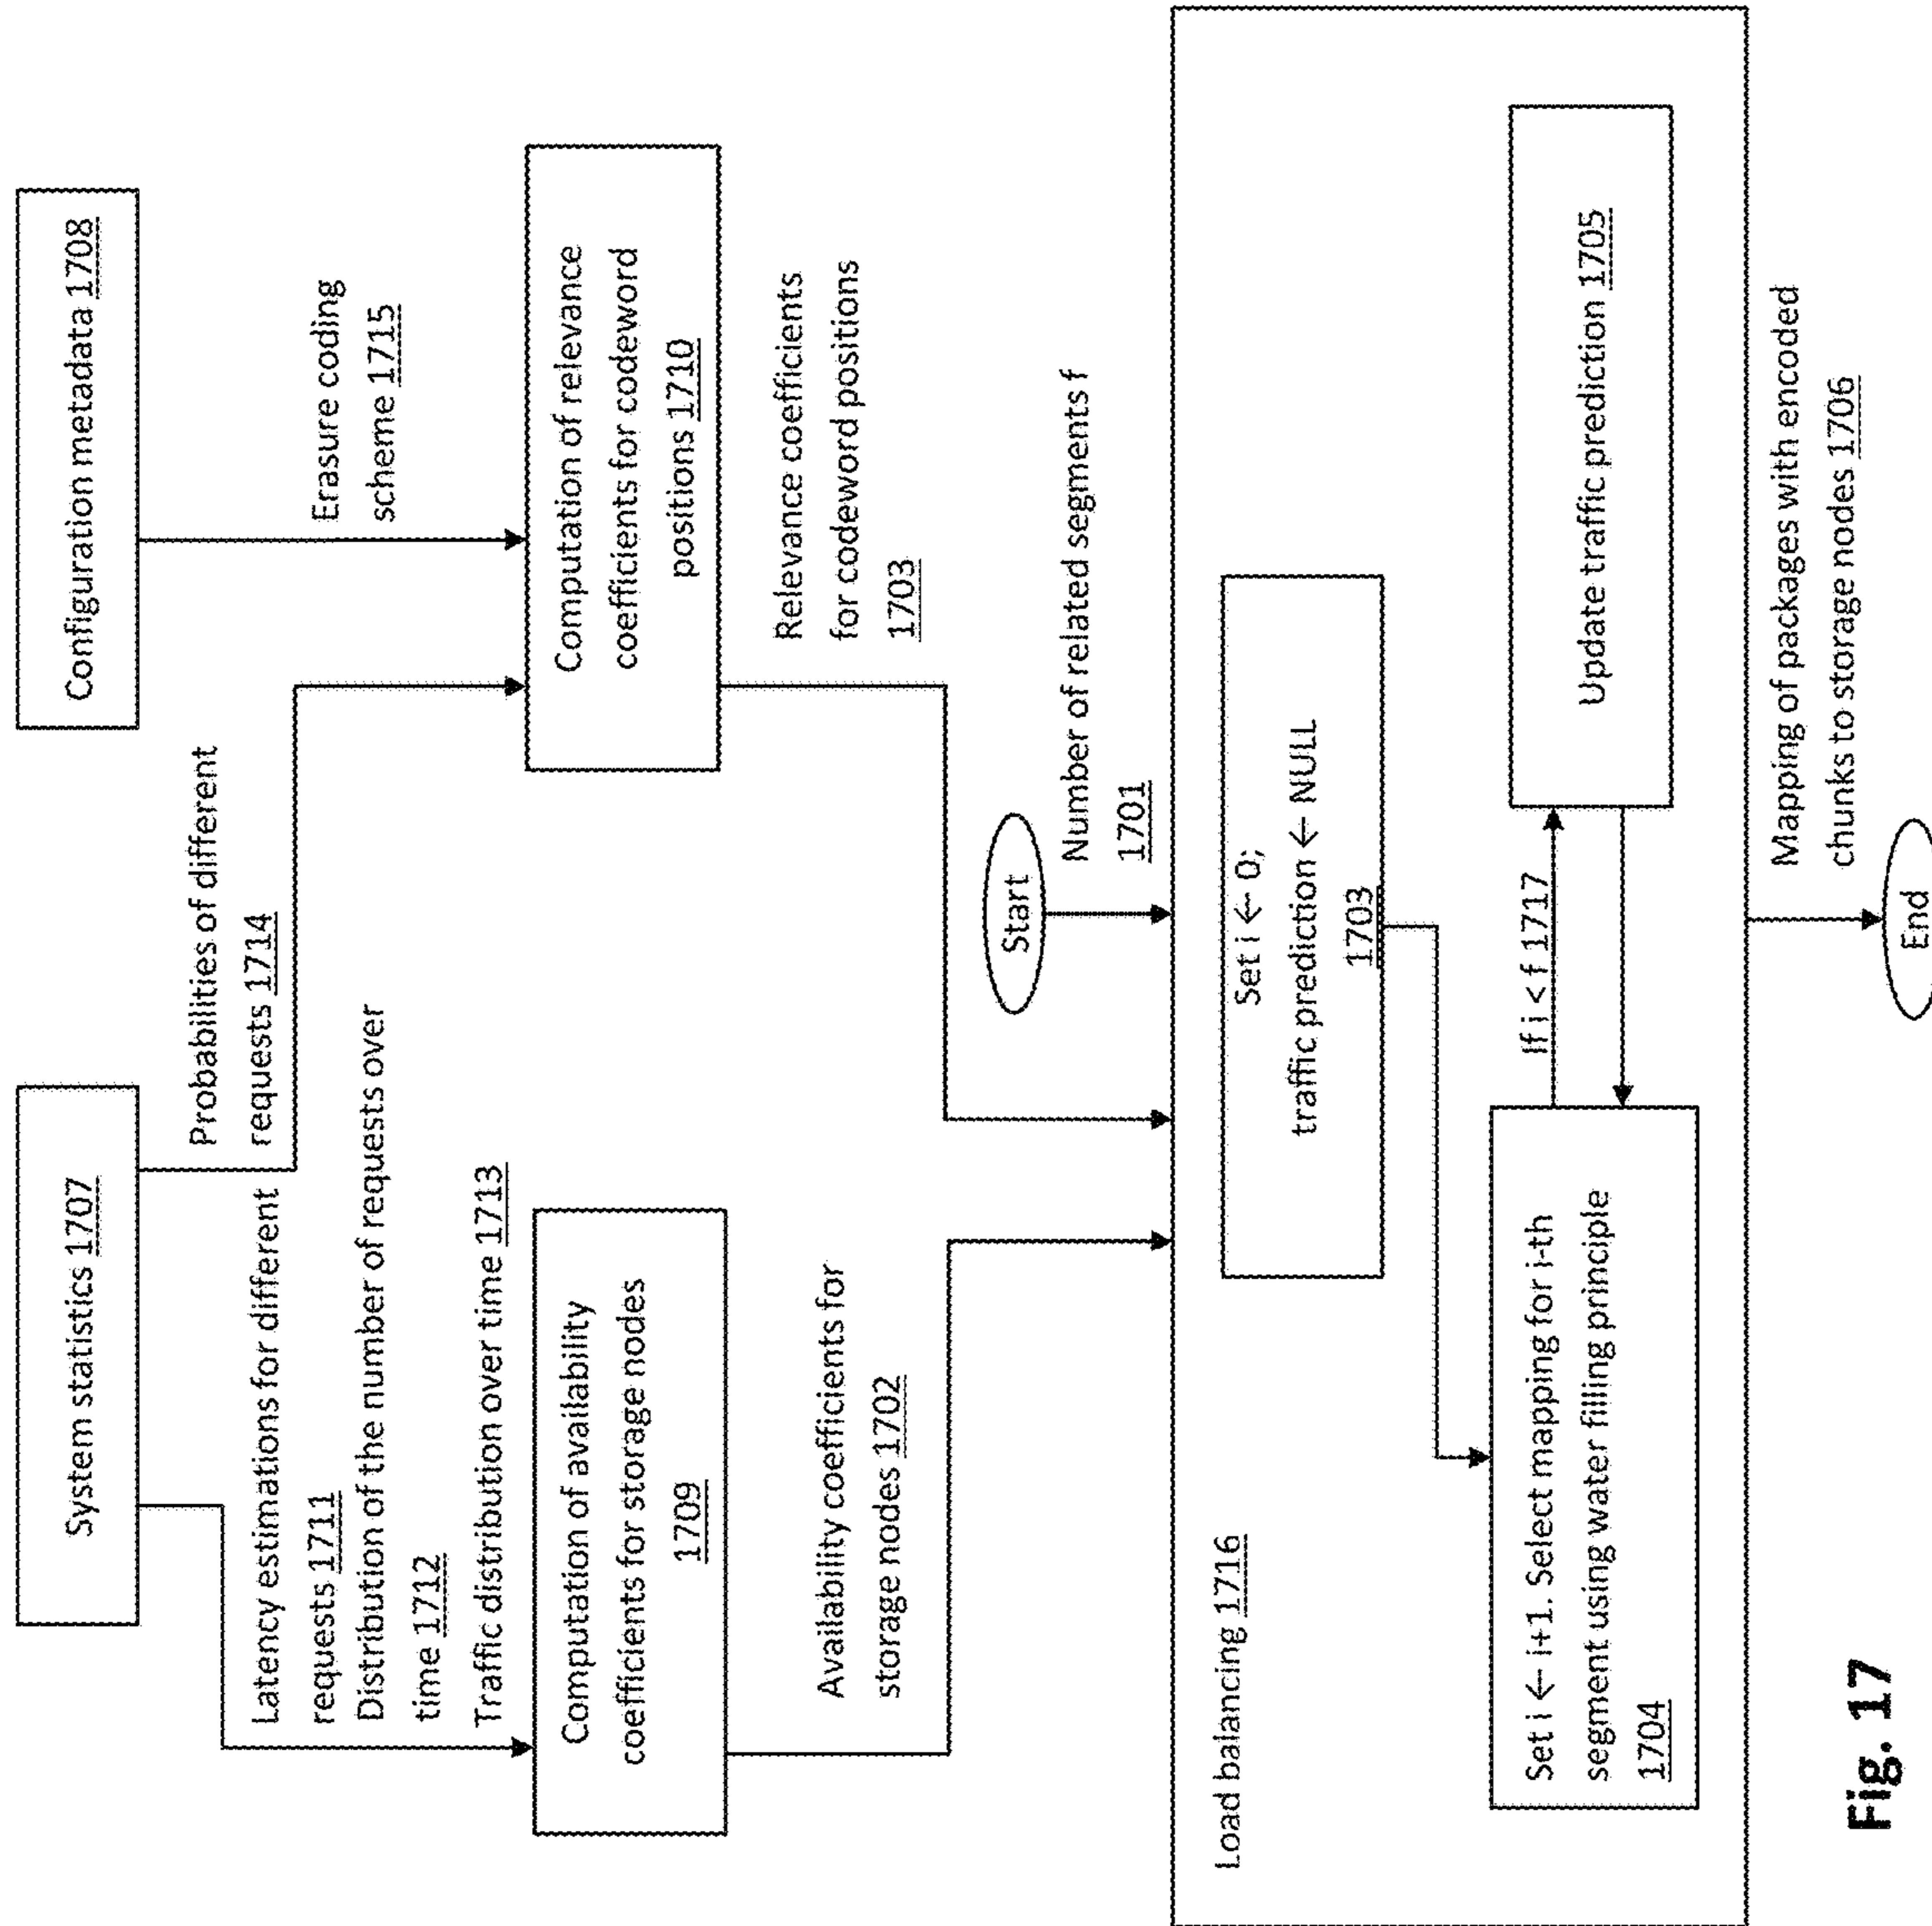 System statistics 1707
Configuration metadata 1708
Probabilities of different
requests 1714
Latency estimations for different
requests 1711
Distribution of the number of requests over
time 1712
Traffic distribution over time 1713
Erasure coding
scheme 1715
Computation of availability
coefficients for storage nodes
1709
Computation of relevance
coefficients for codeword
positions 1710
Availability coefficients for
storage nodes 1702
Relevance coefficients
for codeword positions
1703
Start
Number of related segments f
1701
Load balancing 1716
Set i ← 0;
traffic prediction ← NULL
1703
Set i ← i+1. Select mapping for i-th
segment using water filling principle
1704
If i < f 1717
Update traffic prediction 1705
Mapping of packages with encoded
chunks to storage nodes 1706
End
Fig. 17